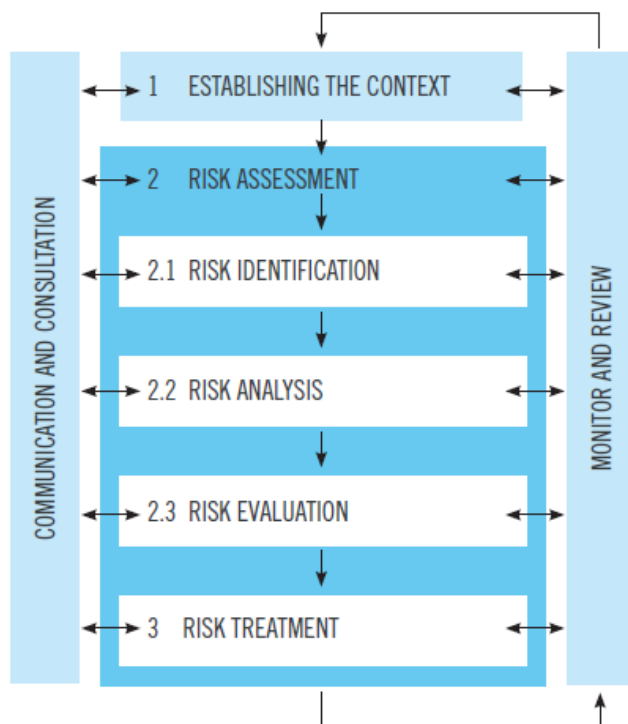 1 ESTABLISHING THE CONTEXT
2 RISK ASSESSMENT
2.1 RISK IDENTIFICATION
2.2 RISK ANALYSIS
2.3 RISK EVALUATION
3 RISK TREATMENT
COMMUNICATION AND CONSULTATION
MONITOR AND REVIEW